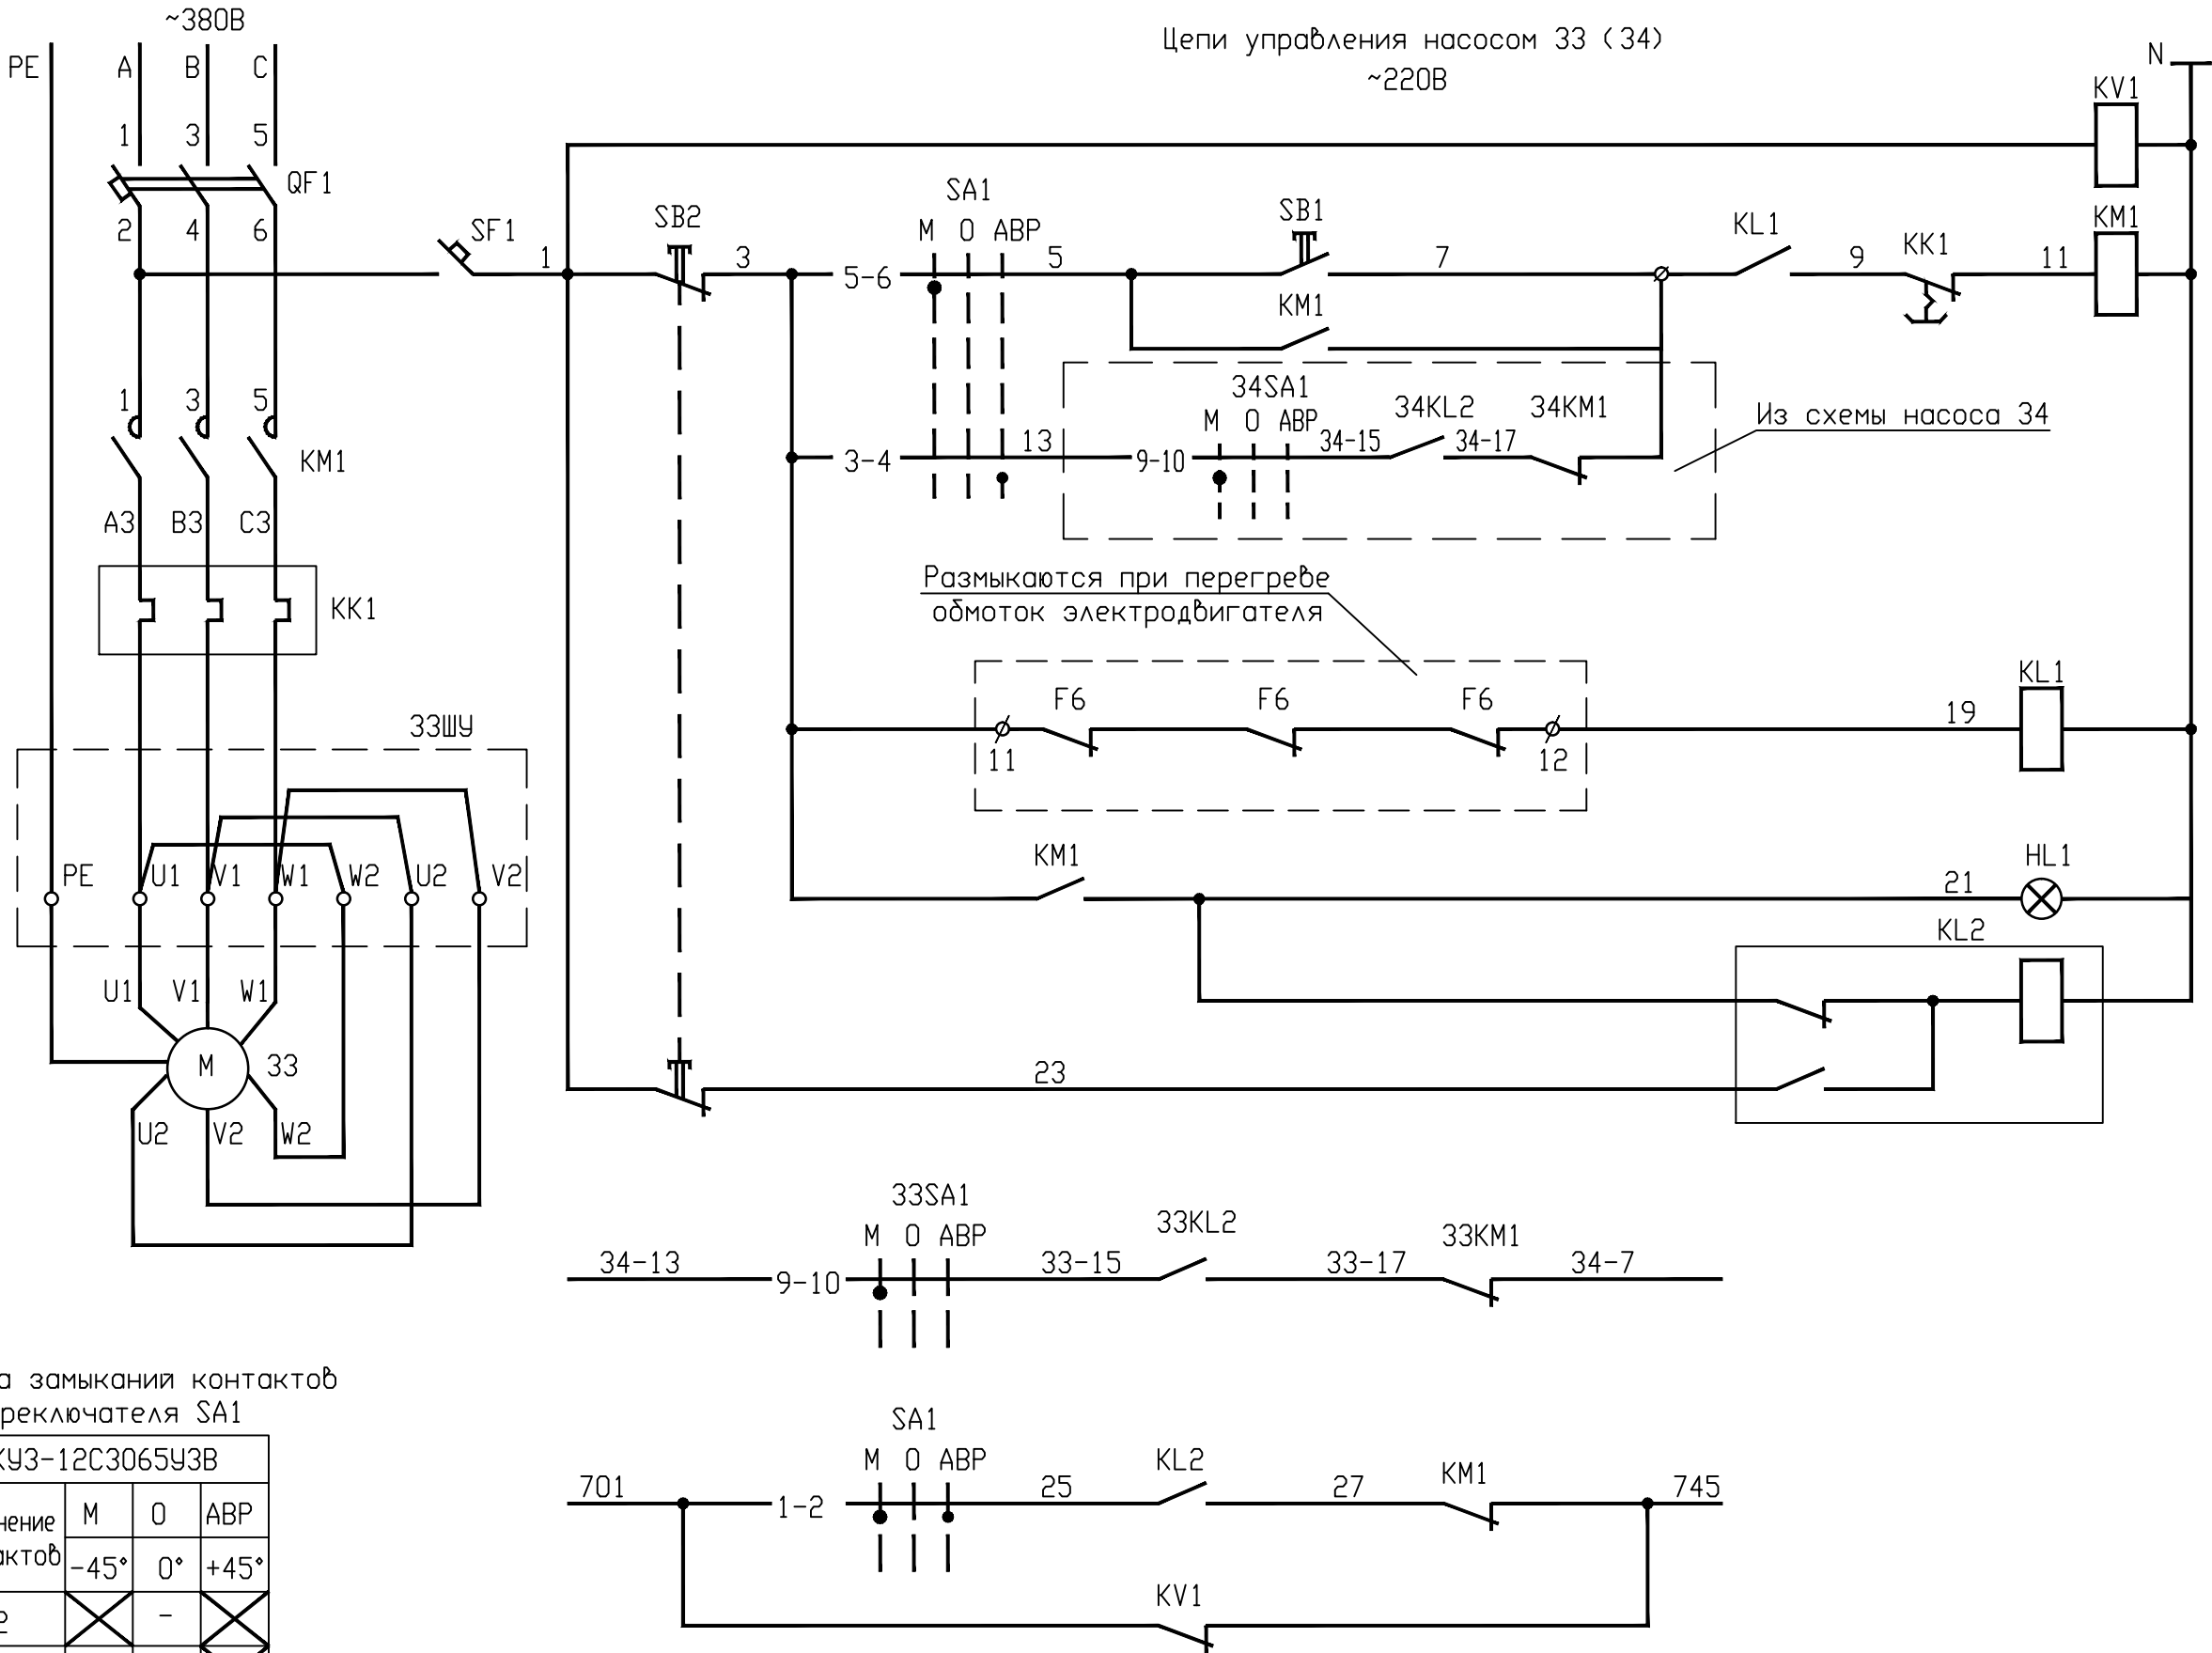 ~380В
Цепи управления насосом 33 (34)
~220В
PE
A
B
C
N
KV1
1
3
5
QF1
2
4
6
SF1
1
SB2
3
SA1
М
О
АВР
5-6
5
SB1
7
KL1
9
KK1
11
KM1
KM1
1
3
5
KM1
A3
B3
C3
KK1
34SA1
М
О
АВР
34KL2
34KM1
3-4
13
9-10
34-15
34-17
Из схемы насоса 34
Размыкаются при перегреве
обмоток электродвигателя
F6
F6
F6
11
12
19
KL1
33ШУ
PE
U1
V1
W1
W2
U2
V2
KM1
21
HL1
KL2
U1
V1
W1
М
33
U2
V2
W2
23
33SA1
М
О
АВР
33KL2
33KM1
34-13
9-10
33-15
33-17
34-7
замыканий контактов
SA1
SA1
М
О
АВР
KL2
KM1
701
1-2
25
27
745
KV1
М
О
АВР
-45°
0°
+45°
-